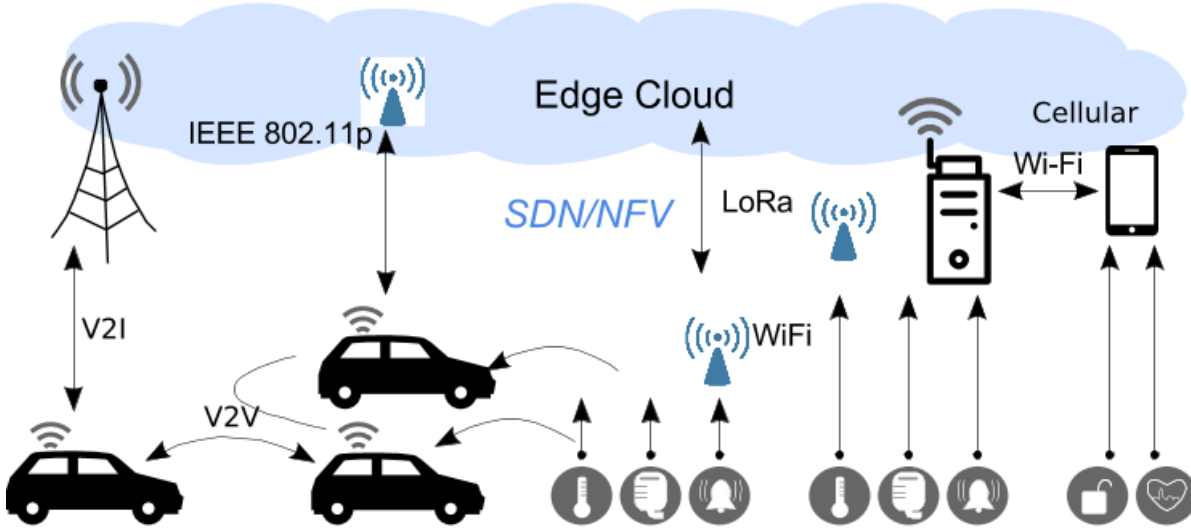 Edge Cloud
Cellular
IEEE 802.11p
Wi-Fi
SDN/NFV
LoRa
V2I
WiFi
V2V